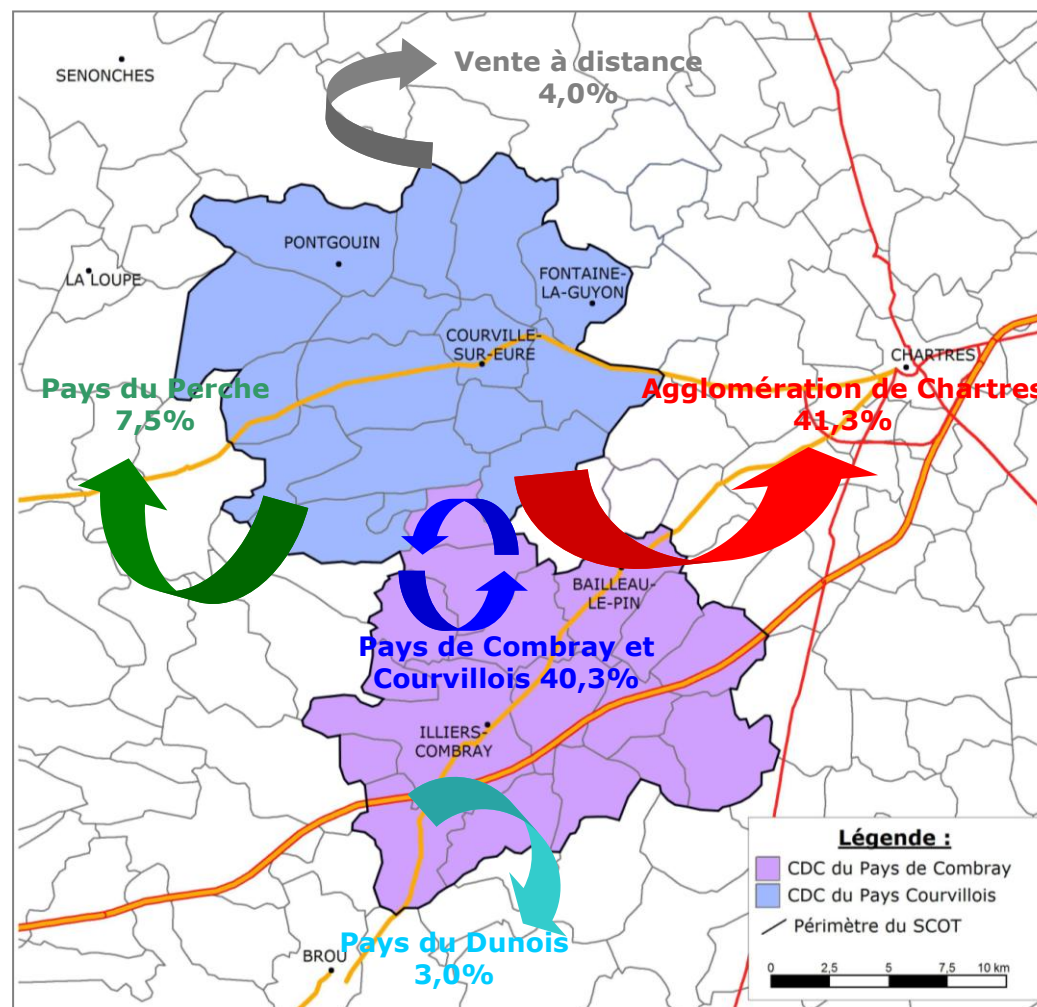 Vente à distance
4,0%
SENONCHES
PONTGOUIN
LA LOUPE
FONTAINE-
LA-GUYON
COURVILLE-
SUR-EURE
CHARTRES
Pays du Perche
7,5%
Agglomération de Chartres
41,3%
BAILLEAU-
LE-PIN
Pays de Combray et
Courvillois 40,3%
ILLIERS-
COMBRAY
BROU
Pays du Dunois
3,0%
Légende :
CDC du Pays de Combray
CDC du Pays Courvillois
Périmètre du SCOT
0 2,5 5 7,5 10 km